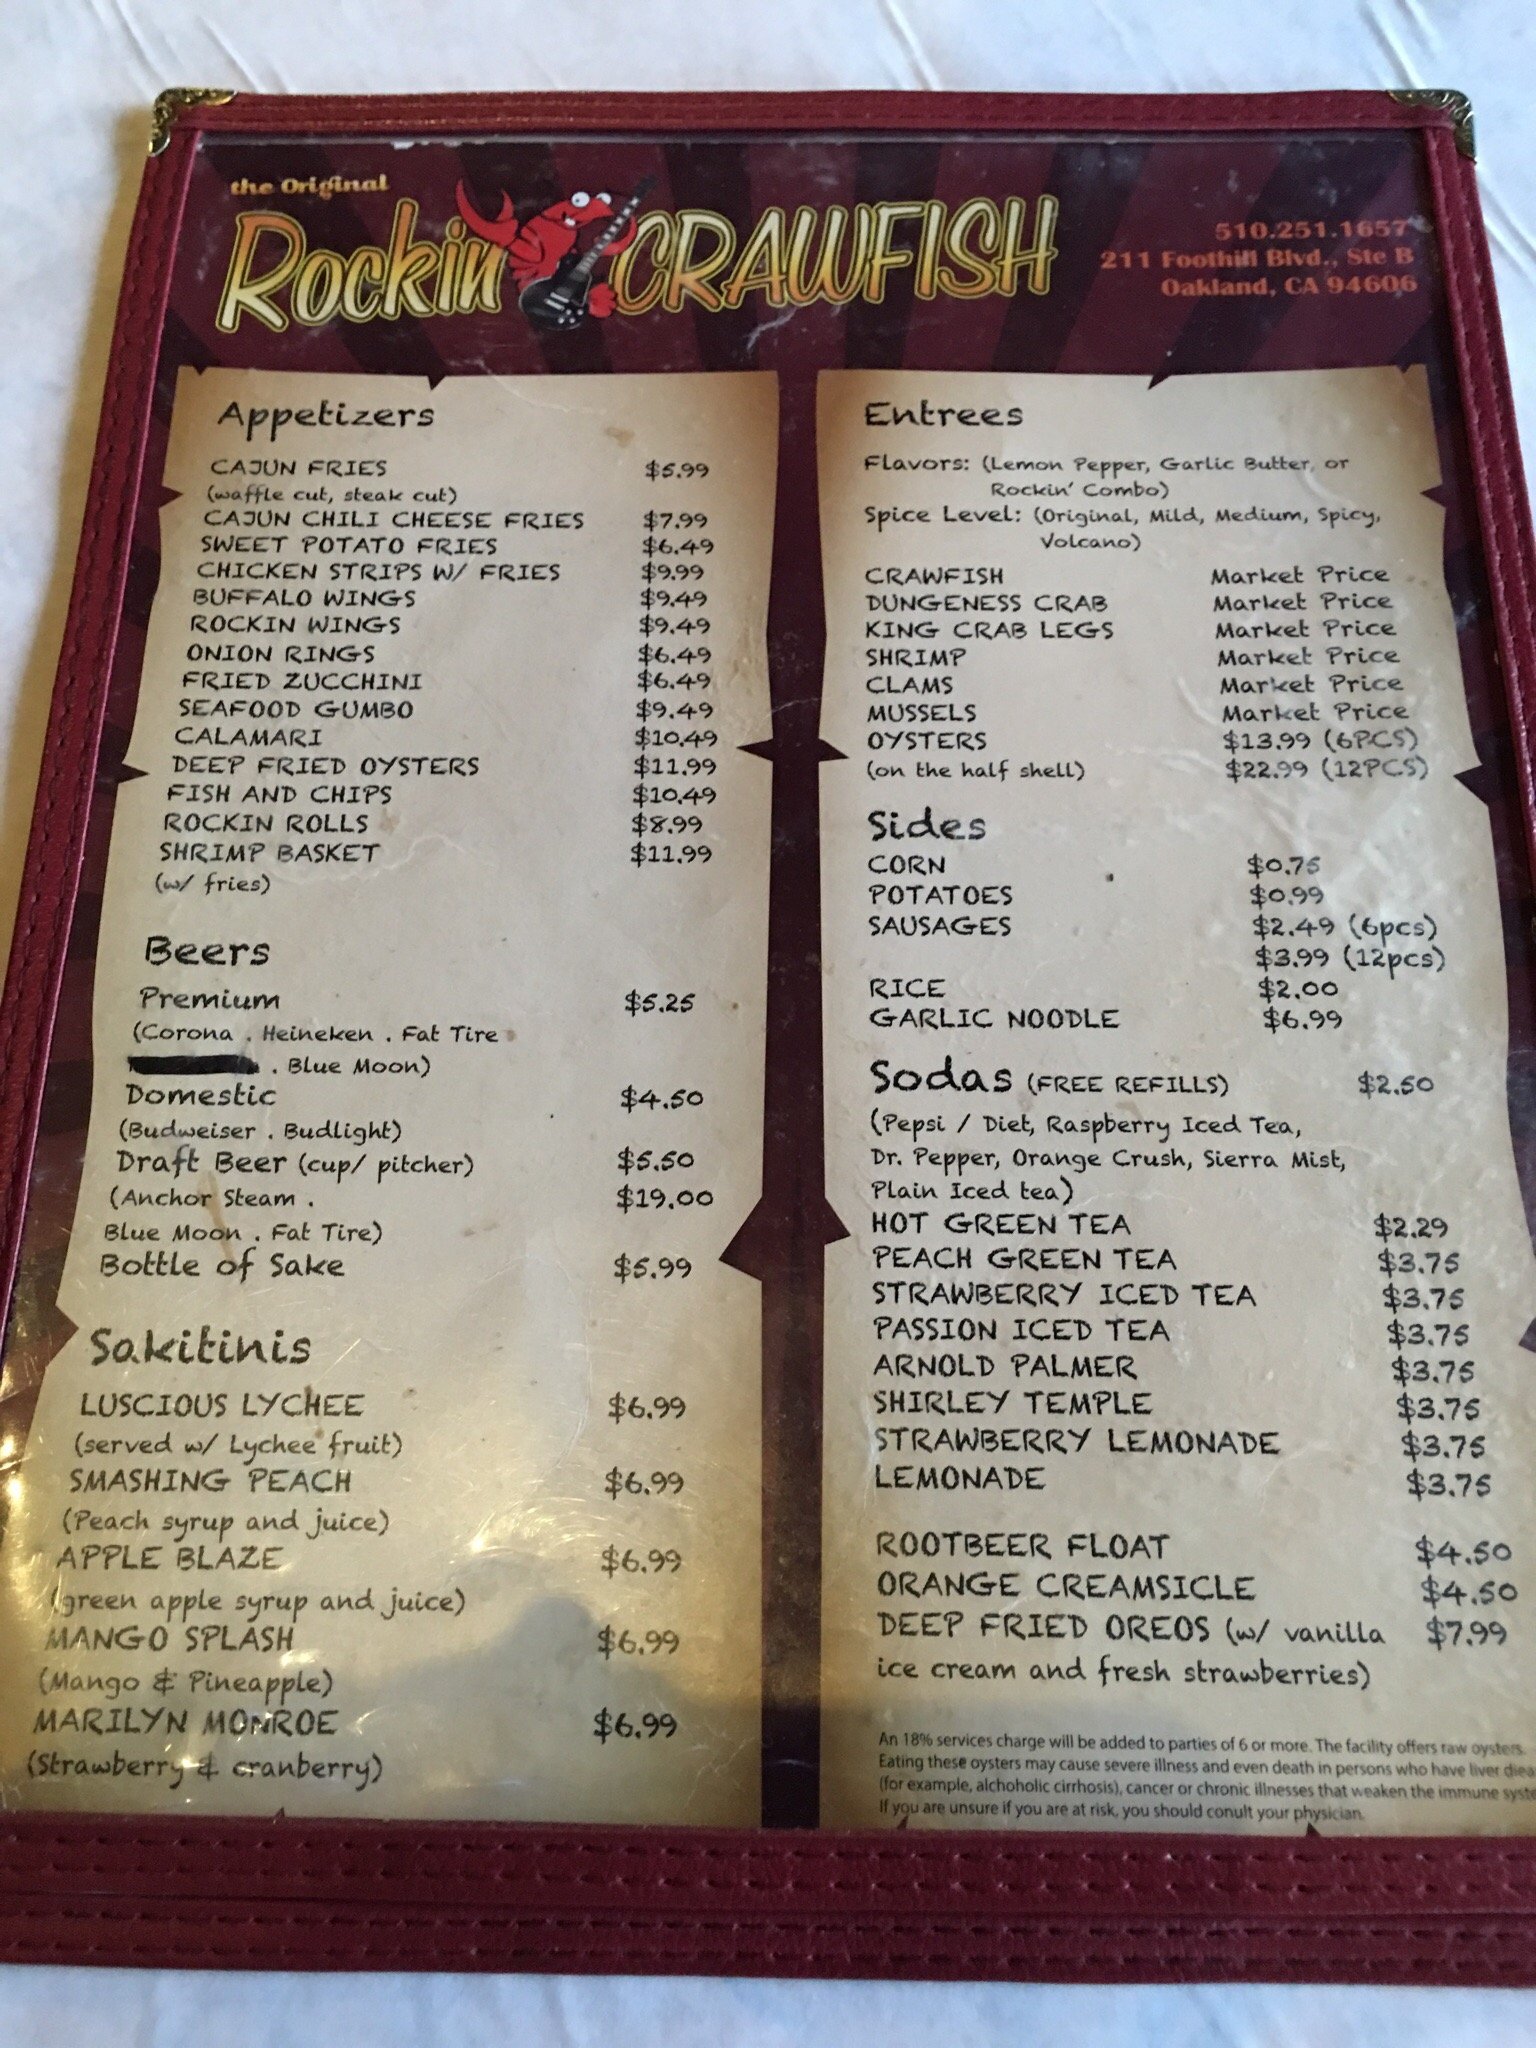 the Original
Rockin CRAWFISH
510.251.1657
211 Foothill Blvd., Ste B
Oakland, CA 94606
Appetizers
CAJUN FRIES $5.99
(waffle cut, steak cut)
CAJUN CHILI CHEESE FRIES $7.99
SWEET POTATO FRIES $6.49
CHICKEN STRIPS W/ FRIES $9.99
BUFFALO WINGS $9.49
ROCKIN WINGS $9.49
ONION RINGS $6.49
FRIED ZUCCHINI $6.49
SEAFOOD GUMBO $9.49
CALAMARI $10.49
DEEP FRIED OYSTERS $11.99
FISH AND CHIPS $10.49
ROCKIN ROLLS $8.99
SHRIMP BASKET $11.99
(w/ fries)
Beers
Premium $5.25
(Corona . Heineken . Fat Tire
. Blue Moon)
Domestic $4.50
(Budweiser . Budlight)
Draft Beer (cup/ pitcher) $5.50
(Anchor Steam . $19.00
Blue Moon . Fat Tire)
Bottle of Sake $5.99
Sakitinis
LUSCIOUS LYCHEE $6.99
(served w/ Lychee fruit)
SMASHING PEACH $6.99
(Peach syrup and juice)
APPLE BLAZE $6.99
(green apple syrup and juice)
MANGO SPLASH $6.99
(Mango & Pineapple)
MARILYN MONROE $6.99
(Strawberry & cranberry)
Entrees
Flavors: (Lemon Pepper, Garlic Butter, or
Rockin' Combo)
Spice Level: (Original, Mild, Medium, Spicy,
Volcano)
CRAWFISH Market Price
DUNGENESS CRAB Market Price
KING CRAB LEGS Market Price
SHRIMP Market Price
CLAMS Market Price
MUSSELS Market Price
OYSTERS $13.99 (6PCS)
(on the half shell) $22.99 (12PCS)
Sides
CORN $0.75
POTATOES $0.99
SAUSAGES $2.49 (6pcs)
$3.99 (12pcs)
RICE $2.00
GARLIC NOODLE $6.99
Sodas (FREE REFILLS) $2.50
(Pepsi / Diet, Raspberry Iced Tea,
Dr. Pepper, Orange Crush, Sierra Mist,
Plain Iced tea)
HOT GREEN TEA $2.29
PEACH GREEN TEA $3.75
STRAWBERRY ICED TEA $3.75
PASSION ICED TEA $3.75
ARNOLD PALMER $3.75
SHIRLEY TEMPLE $3.75
STRAWBERRY LEMONADE $3.75
LEMONADE $3.75
ROOTBEER FLOAT $4.50
ORANGE CREAMSICLE $4.50
DEEP FRIED OREOS (w/ vanilla $7.99
ice cream and fresh strawberries)
An 18% services charge will be added to parties of 6 or more. The facility offers raw oysters.
Eating these oysters may cause severe illness and even death in persons who have liver
(for example, alchoholic cirrhosis), cancer or chronic illnesses that weaken the immune
If you are unsure if you are at risk, you should conult your physician.